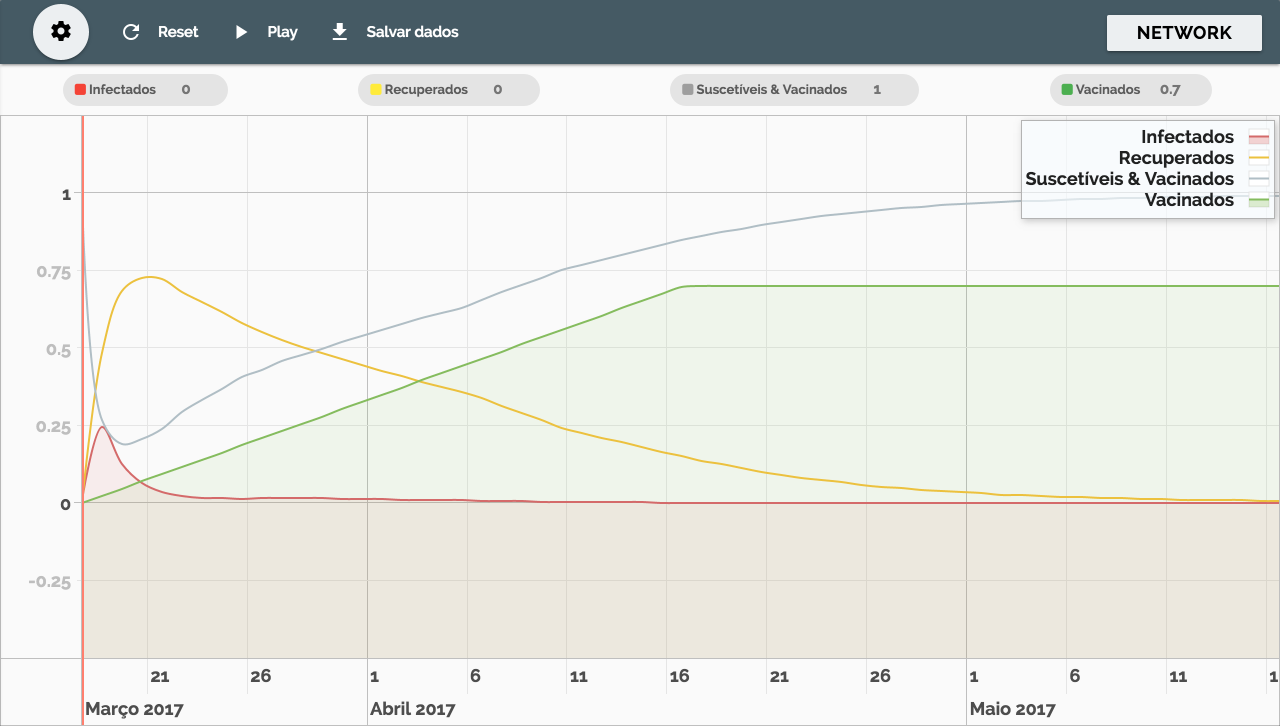 Reset Play Salvar dados NETWORK
Infectados 0 Recuperados 0 Suscetíveis & Vacinados 1 Vacinados 0.7
Infectados
Recuperados
Suscetíveis & Vacinados
Vacinados
1
0.75
0.5
0.25
0
-0.25
21 26 1 6 11 16 21 26 1 6 11 1
Março 2017 Abril 2017 Maio 2017